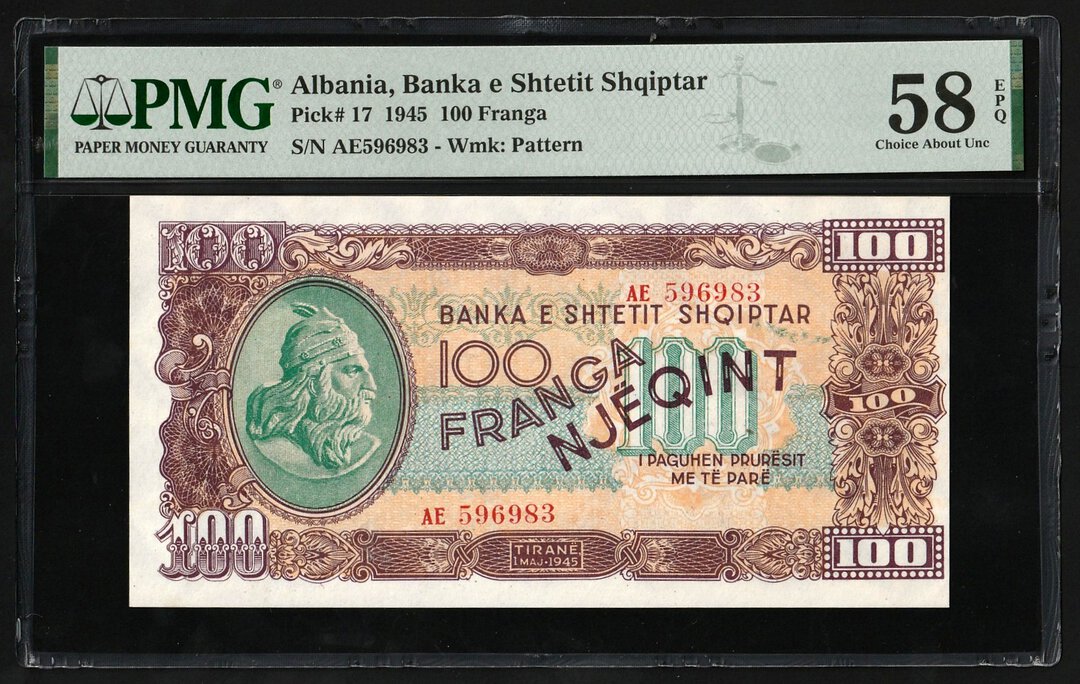 PMG®
PAPER MONEY GUARANTY
Albania, Banka e Shtetit Shqiptar
Pick# 17 1945 100 Franga
S/N AE596983 - Wmk: Pattern
58
EPQ
Choice About Unc
100
100
AE 596983
BANKA E SHTETIT SHQIPTAR
100
FRANGA
NJËQINT
100
100
I PAGUHEN PRURËSIT
ME TË PARË
AE 596983
100
TIRANË
1 MAJ·1945
100